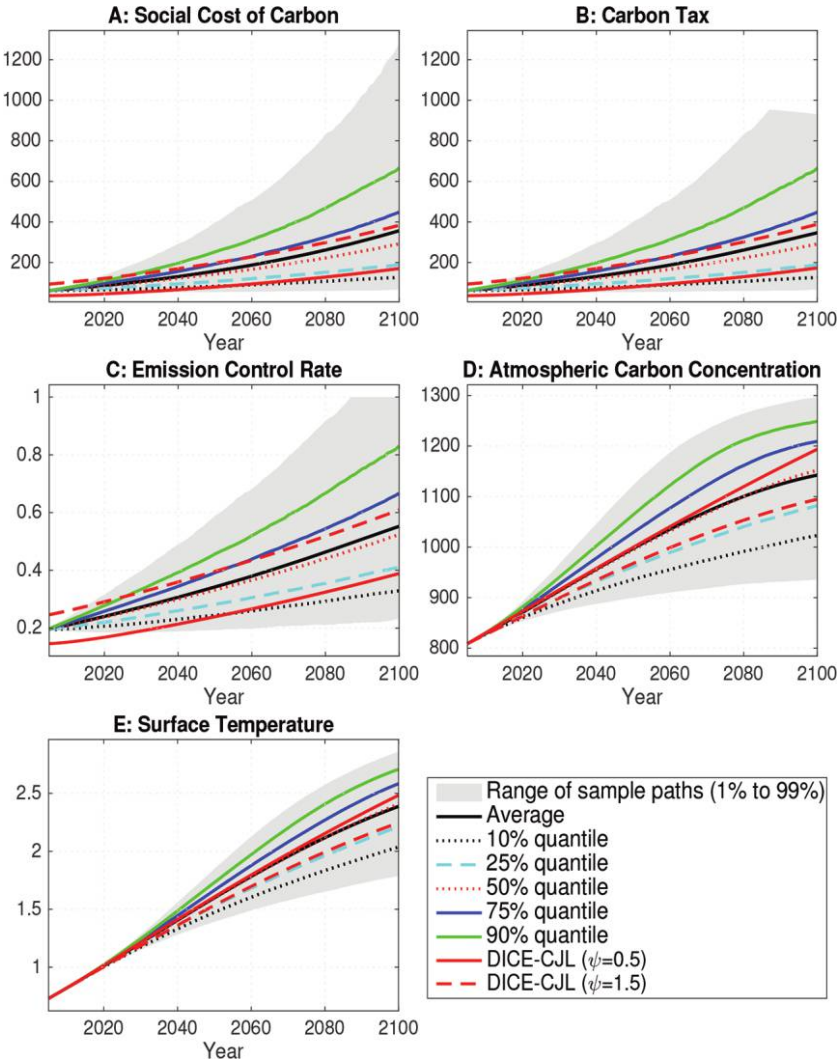 A: Social Cost of Carbon
1200
1000
800
600
400
200
2020 2040 2060 2080 2100
Year
B: Carbon Tax
1200
1000
800
600
400
200
2020 2040 2060 2080 2100
Year
C: Emission Control Rate
1
0.8
0.6
0.4
0.2
2020 2040 2060 2080 2100
Year
D: Atmospheric Carbon Concentration
1300
1200
1100
1000
900
800
2020 2040 2060 2080 2100
Year
E: Surface Temperature
2.5
2
1.5
1
2020 2040 2060 2080 2100
Year
Range of sample paths (1% to 99%)
Average
10% quantile
25% quantile
50% quantile
75% quantile
90% quantile
DICE-CJL (ψ=0.5)
DICE-CJL (ψ=1.5)